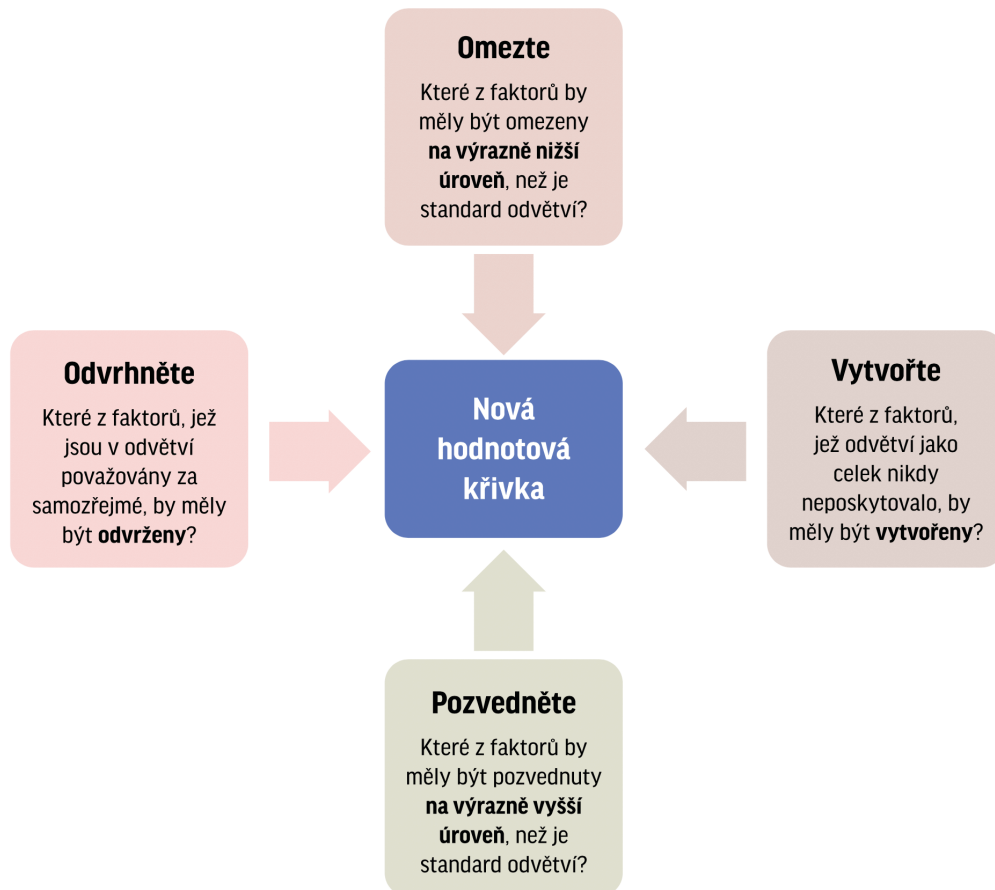 Omezte
Které z faktorů by
měly být omezeny
na výrazně nižší
úroveň, než je
standard odvětví?
Odvrhněte
Které z faktorů, jež
jsou v odvětví
považovány za
samozřejmé, by měly
být odvrženy?
Nová
hodnotová
křivka
Vytvořte
Které z faktorů,
jež odvětví jako
celek nikdy
neposkytovalo, by
měly být vytvořeny?
Pozvedněte
Které z faktorů by
měly být pozvednuty
na výrazně vyšší
úroveň, než je
standard odvětví?